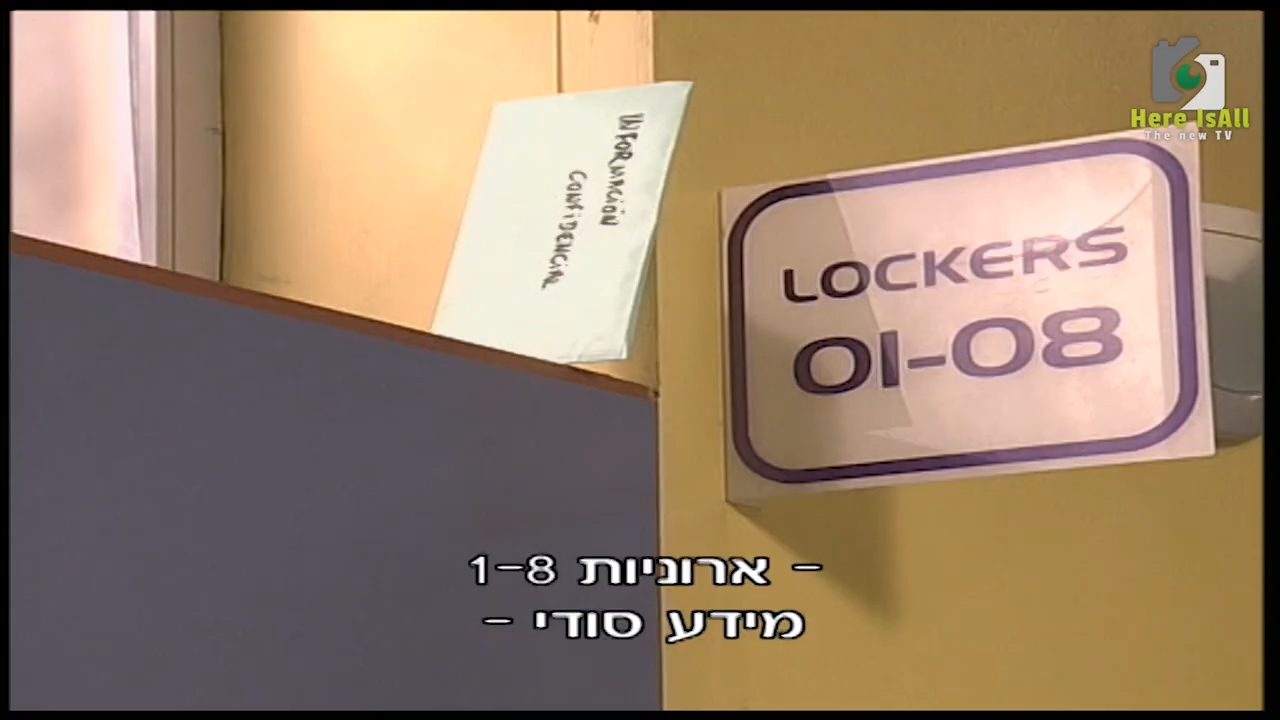 Here IsAll
The new TV
INFORMACIÓN
CONFIDENCIAL
LOCKERS
01-08
- ארוניות 1-8
מידע סודי -